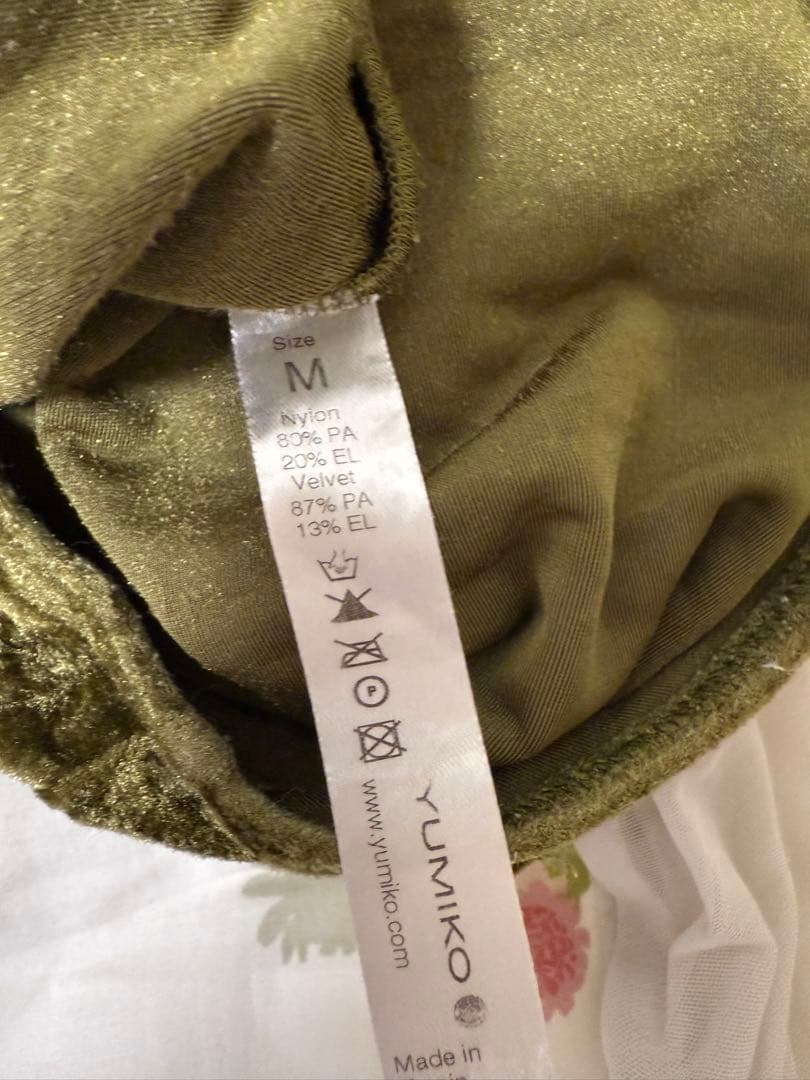 Size
M
Nylon
80% PA
20% EL
Velvet
87% PA
13% EL
P
www.yumiko.com
YUMIKO
Made in